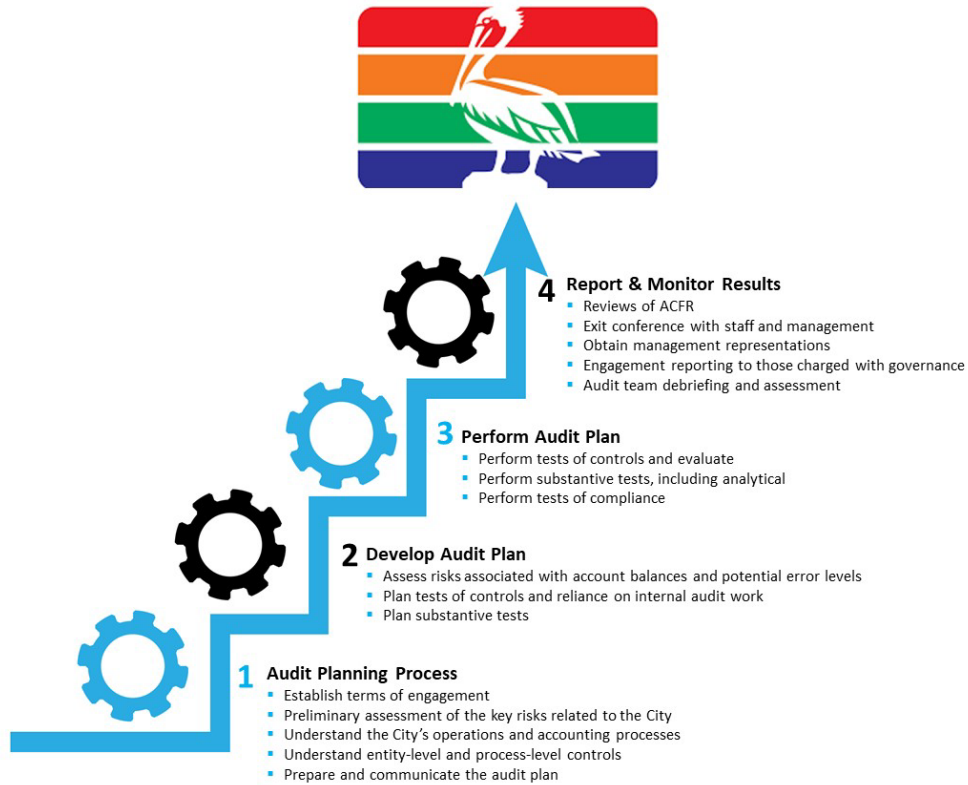 4 Report & Monitor Results
▪ Reviews of ACFR
▪ Exit conference with staff and management
▪ Obtain management representations
▪ Engagement reporting to those charged with governance
▪ Audit team debriefing and assessment
3 Perform Audit Plan
▪ Perform tests of controls and evaluate
▪ Perform substantive tests, including analytical
▪ Perform tests of compliance
2 Develop Audit Plan
▪ Assess risks associated with account balances and potential error levels
▪ Plan tests of controls and reliance on internal audit work
▪ Plan substantive tests
1 Audit Planning Process
▪ Establish terms of engagement
▪ Preliminary assessment of the key risks related to the City
▪ Understand the City’s operations and accounting processes
▪ Understand entity-level and process-level controls
▪ Prepare and communicate the audit plan